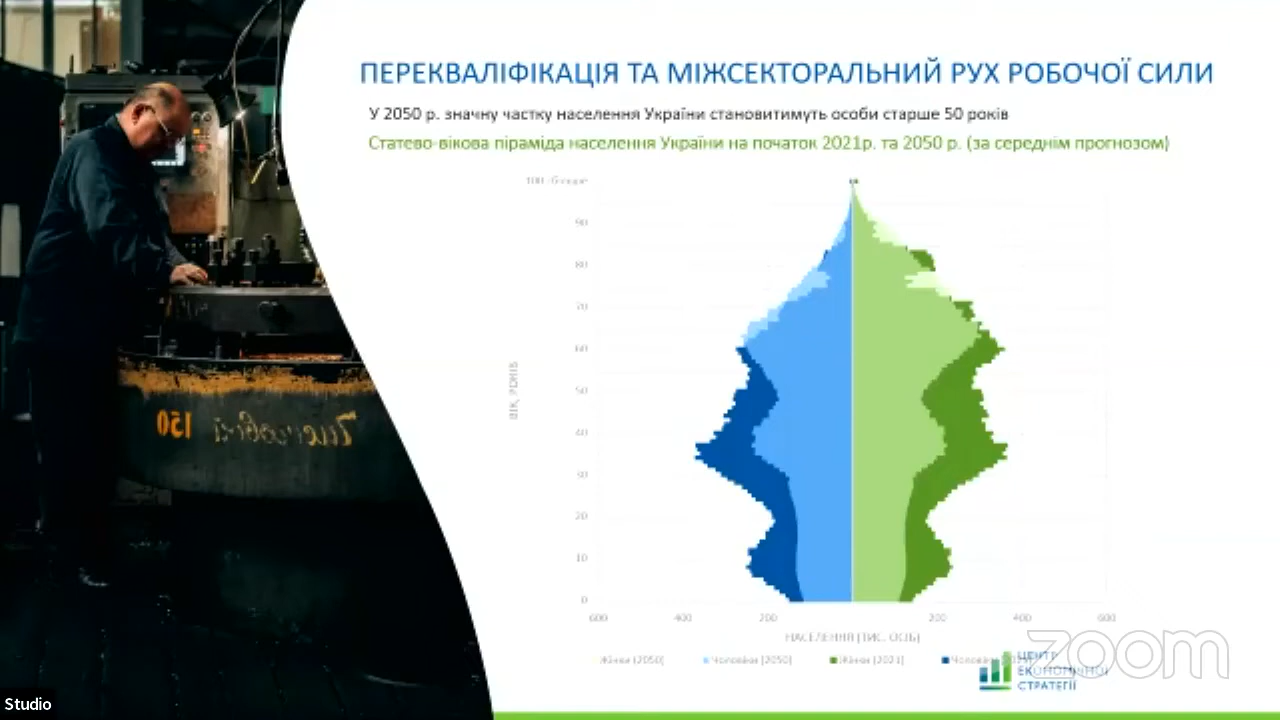 ПЕРЕКВАЛІФІКАЦІЯ ТА МІЖСЕКТОРАЛЬНИЙ РУХ РОБОЧОЇ СИЛИ
У 2050 р. значну частку населення України становитимуть особи старше 50 років
Статево-вікова піраміда населення України на початок 2021р. та 2050 р. (за середнім прогнозом)
100 і більше
90
80
70
60
50
40
30
20
10
0
ВІК, РОКІВ
600 400 200 200 400 600
НАСЕЛЕННЯ (ТИС. ОСІБ)
Жінки (2050) Чоловіки (2050) Жінки (2021) Чоловіки
ЦЕНТР
ЕКОНОМІЧНОЇ
СТРАТЕГІЇ
zoom
150
Studio